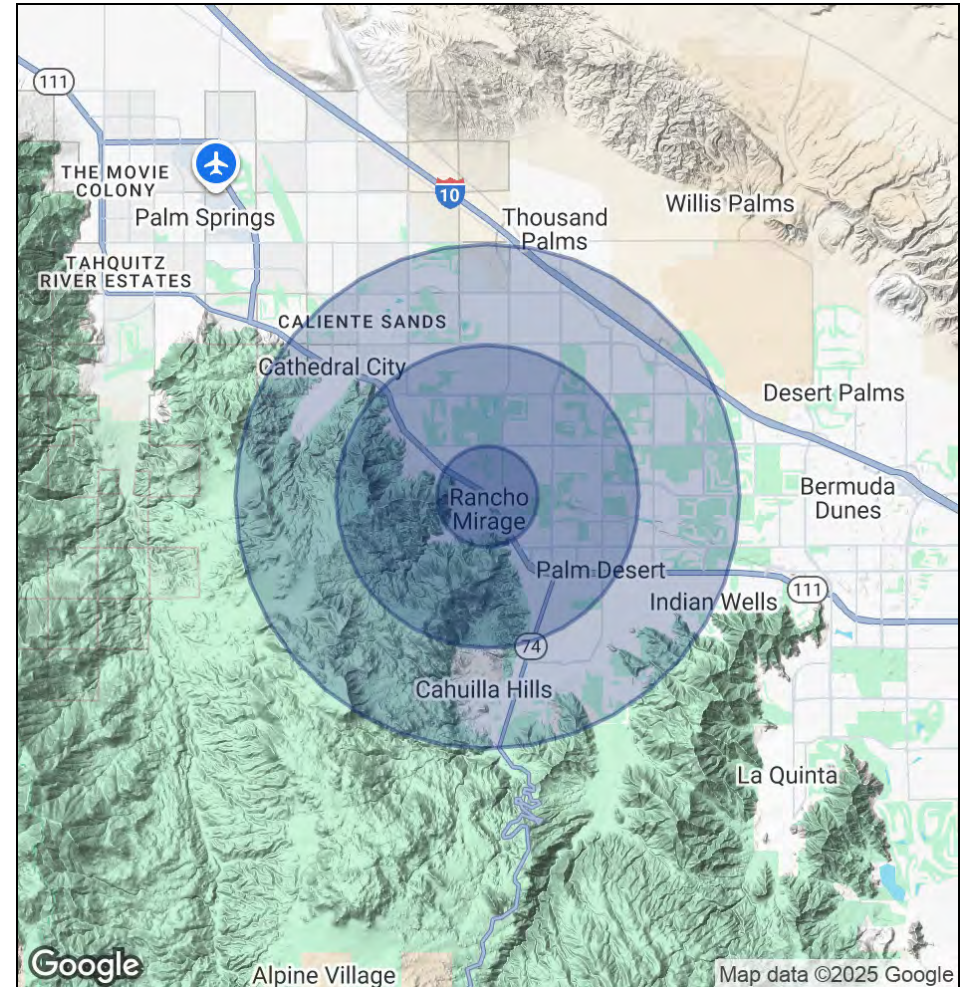 111
THE MOVIE
COLONY
Palm Springs
10
Thousand
Palms
Willis Palms
TAHQUITZ
RIVER ESTATES
CALIENTE SANDS
Cathedral City
Desert Palms
Rancho
Mirage
Bermuda
Dunes
Palm Desert
111
Indian Wells
74
Cahuilla Hills
La Quinta
Google
Alpine Village
Map data ©2025 Google